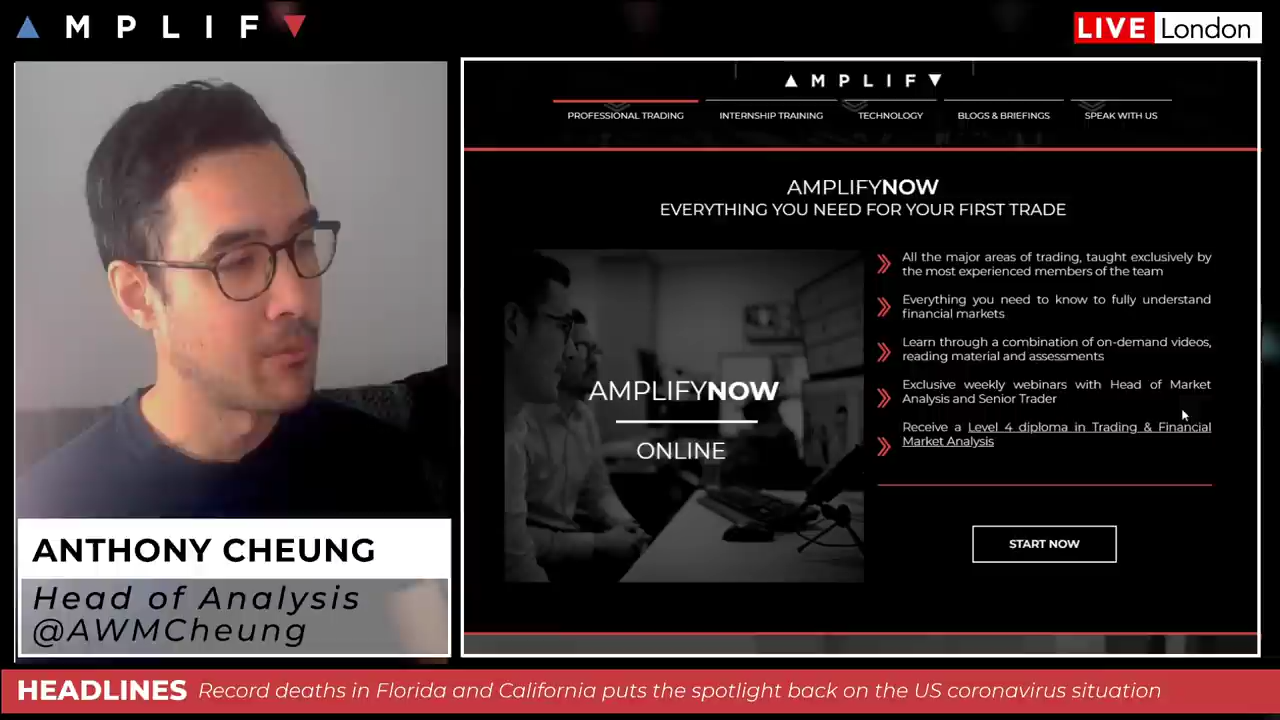 AMPLIFY
LIVE London
AMPLIFY
PROFESSIONAL TRADING
INTERNSHIP TRAINING
TECHNOLOGY
BLOGS & BRIEFINGS
SPEAK WITH US
AMPLIFYNOW
EVERYTHING YOU NEED FOR YOUR FIRST TRADE
AMPLIFYNOW
ONLINE
All the major areas of trading, taught exclusively by
the most experienced members of the team
Everything you need to know to fully understand
financial markets
Learn through a combination of on-demand videos,
reading material and assessments
Exclusive weekly webinars with Head of Market
Analysis and Senior Trader
Receive a Level 4 diploma in Trading & Financial
Market Analysis
START NOW
ANTHONY CHEUNG
Head of Analysis
@AWMCheung
HEADLINES Record deaths in Florida and California puts the spotlight back on the US coronavirus situation